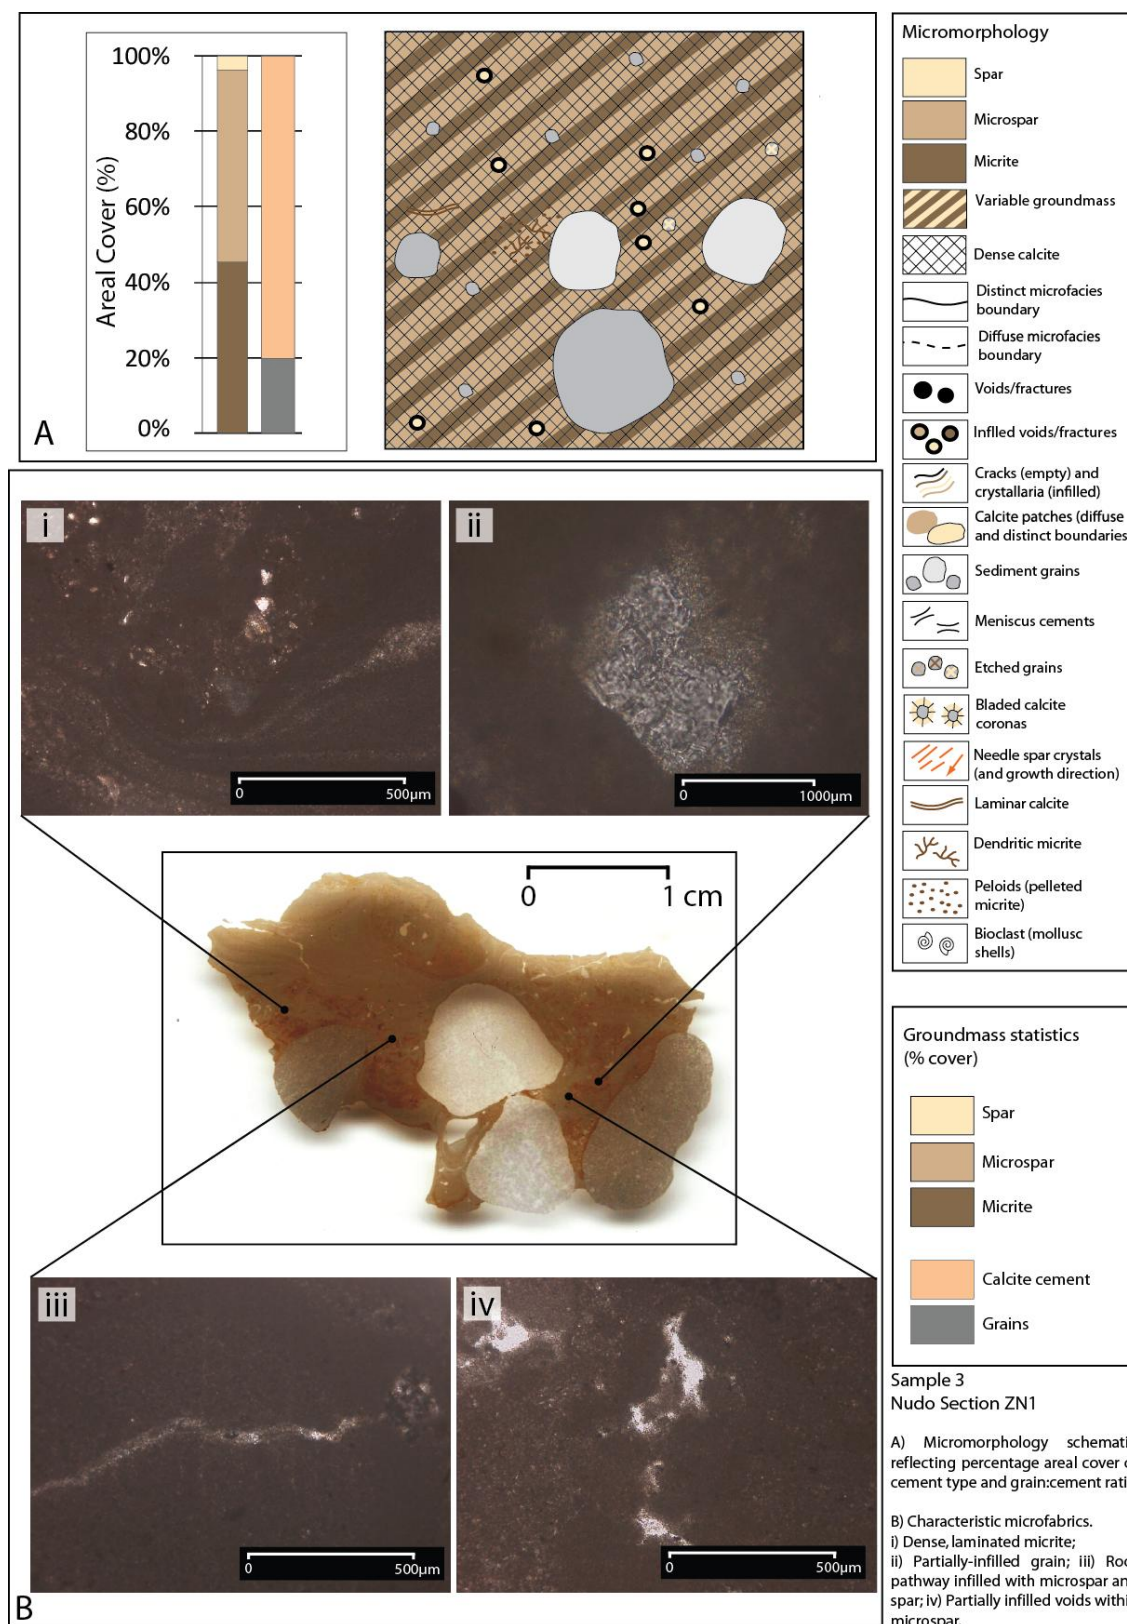 100%
80%
60%
40%
20%
0%
Areal Cover (%)
A
Micromorphology
Spar
Microspar
Micrite
Variable groundmass
Dense calcite
Distinct microfacies
boundary
Diffuse microfacies
boundary
Voids/fractures
Inflled voids/fractures
Cracks (empty) and
crystallaria (infilled)
Calcite patches (diffuse
and distinct boundaries
Sediment grains
Meniscus cements
Etched grains
Bladed calcite
coronas
Needle spar crystals
(and growth direction)
Laminar calcite
Dendritic micrite
Peloids (pelleted
micrite)
Bioclast (mollusc
shells)
i
0 500µm
ii
0 1000µm
0 1 cm
iii
0 500µm
iv
0 500µm
B
Groundmass statistics
(% cover)
Spar
Microspar
Micrite
Calcite cement
Grains
Sample 3
Nudo Section ZN1
A) Micromorphology schemati
reflecting percentage areal cover
cement type and grain:cement rati
B) Characteristic microfabrics.
i) Dense, laminated micrite;
ii) Partially-infilled grain; iii) Roo
pathway infilled with microspar an
spar; iv) Partially infilled voids withi
microspar.